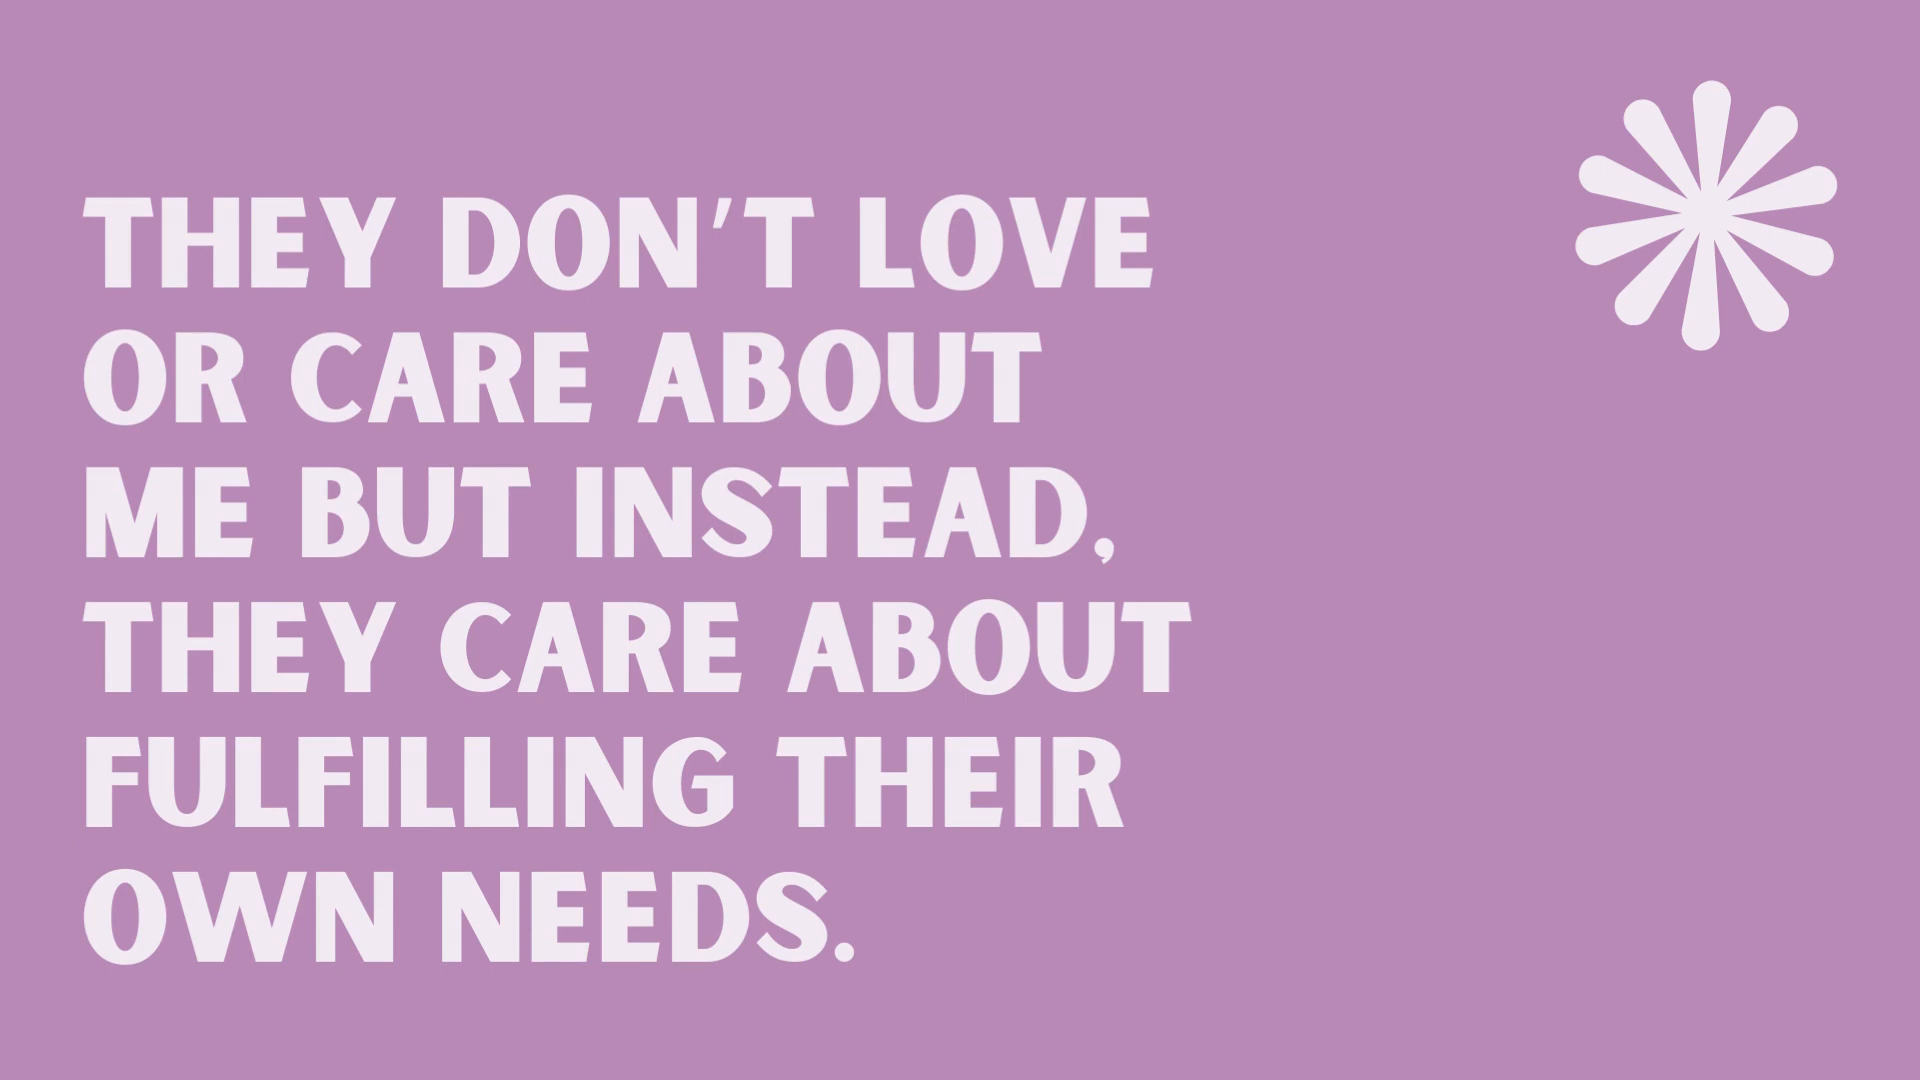 THEY DON'T LOVE
OR CARE ABOUT
ME BUT INSTEAD,
THEY CARE ABOUT
FULFILLING THEIR
OWN NEEDS.